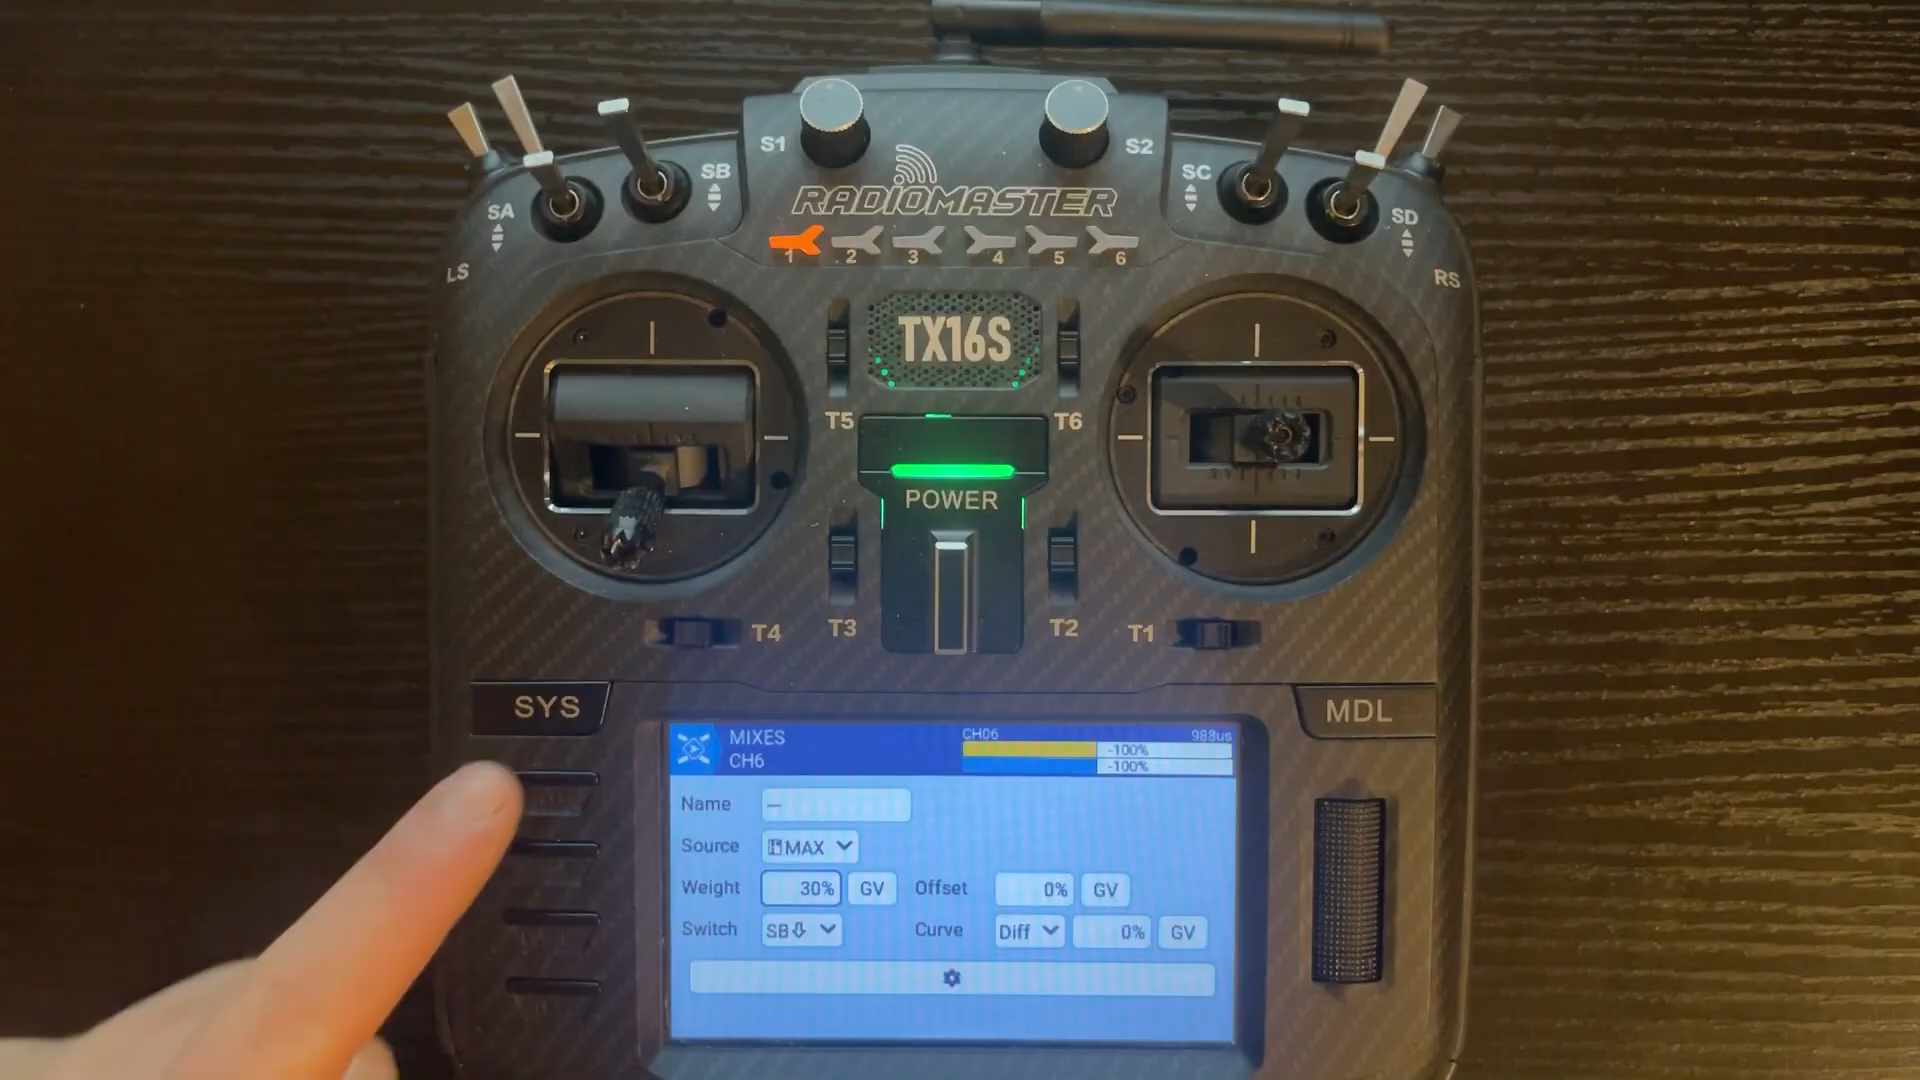 S1
S2
SB
SC
SA
SD
RADIOMASTER
1 2 3 4 5 6
LS
RS
TX16S
T5
T6
POWER
T4
T3
T2
T1
SYS
MDL
MIXES
CH6
CH06
988us
-100%
-100%
Name
---
Source MAX
Weight 30% GV Offset 0% GV
Switch SB Curve Diff 0% GV